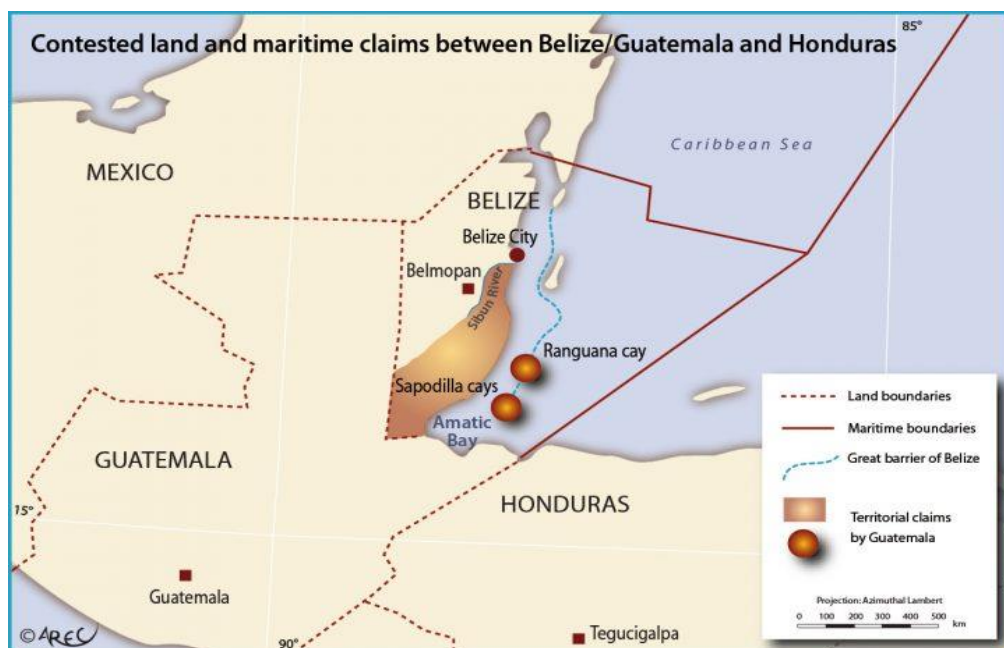 Contested land and maritime claims between Belize/Guatemala and Honduras
85°
Caribbean Sea
MEXICO
BELIZE
Belize City
Belmopan
Sibun River
Ranguana cay
Sapodilla cays
Amatic
Bay
GUATEMALA
HONDURAS
15°
Guatemala
90°
Tegucigalpa
Land boundaries
Maritime boundaries
Great barrier of Belize
Territorial claims
by Guatemala
Projection: Azimuthal Lambert
0 100 200 300 400 500
km
© AREC